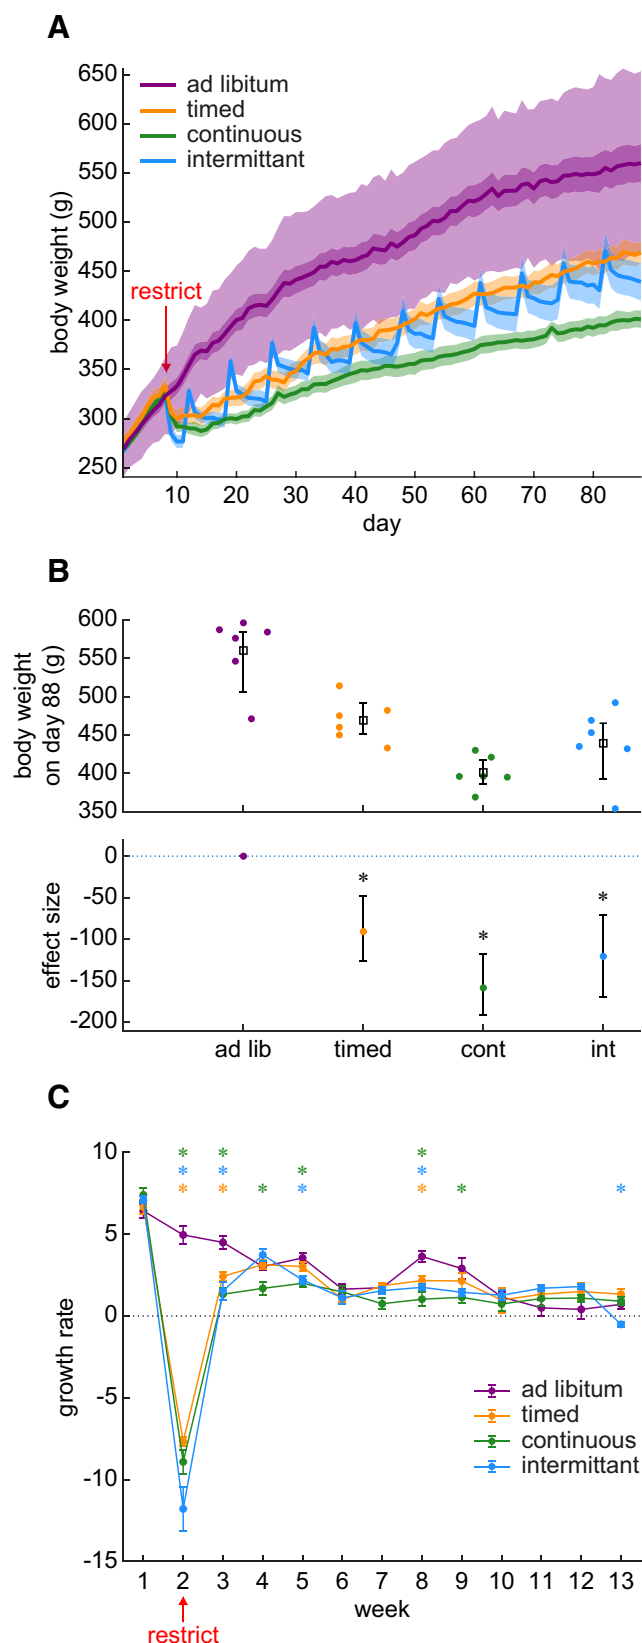 A
650
600
550
500
450
400
350
300
250
body weight (g)
ad libitum
timed
continuous
intermittant
restrict
10 20 30 40 50 60 70 80
day
B
600
550
500
450
400
350
body weight
on day 88 (g)
0
-50
-100
-150
-200
effect size
* * *
ad lib timed cont int
C
10
5
0
-5
-10
-15
growth rate
* * *
* * * *
* * * * * * *
ad libitum
timed
continuous
intermittant
1 2 3 4 5 6 7 8 9 10 11 12 13
week
restrict